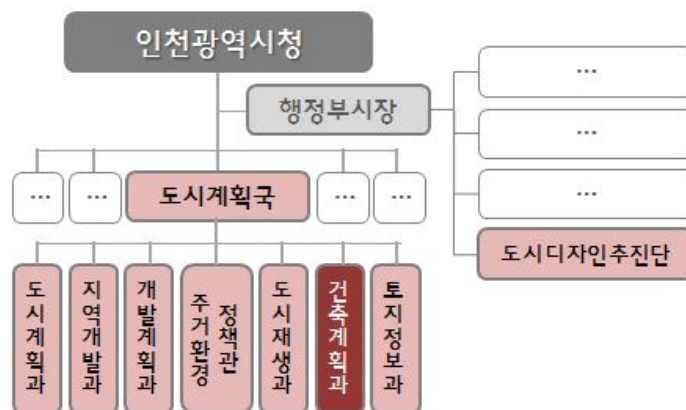 인천광역시청
행정부시장
...
...
...
도시디자인추진단
...
...
도시계획국
...
...
도시계획과
지역개발과
개발계획과
주거환경
정책관
도시재생과
건축계획과
토지정보과